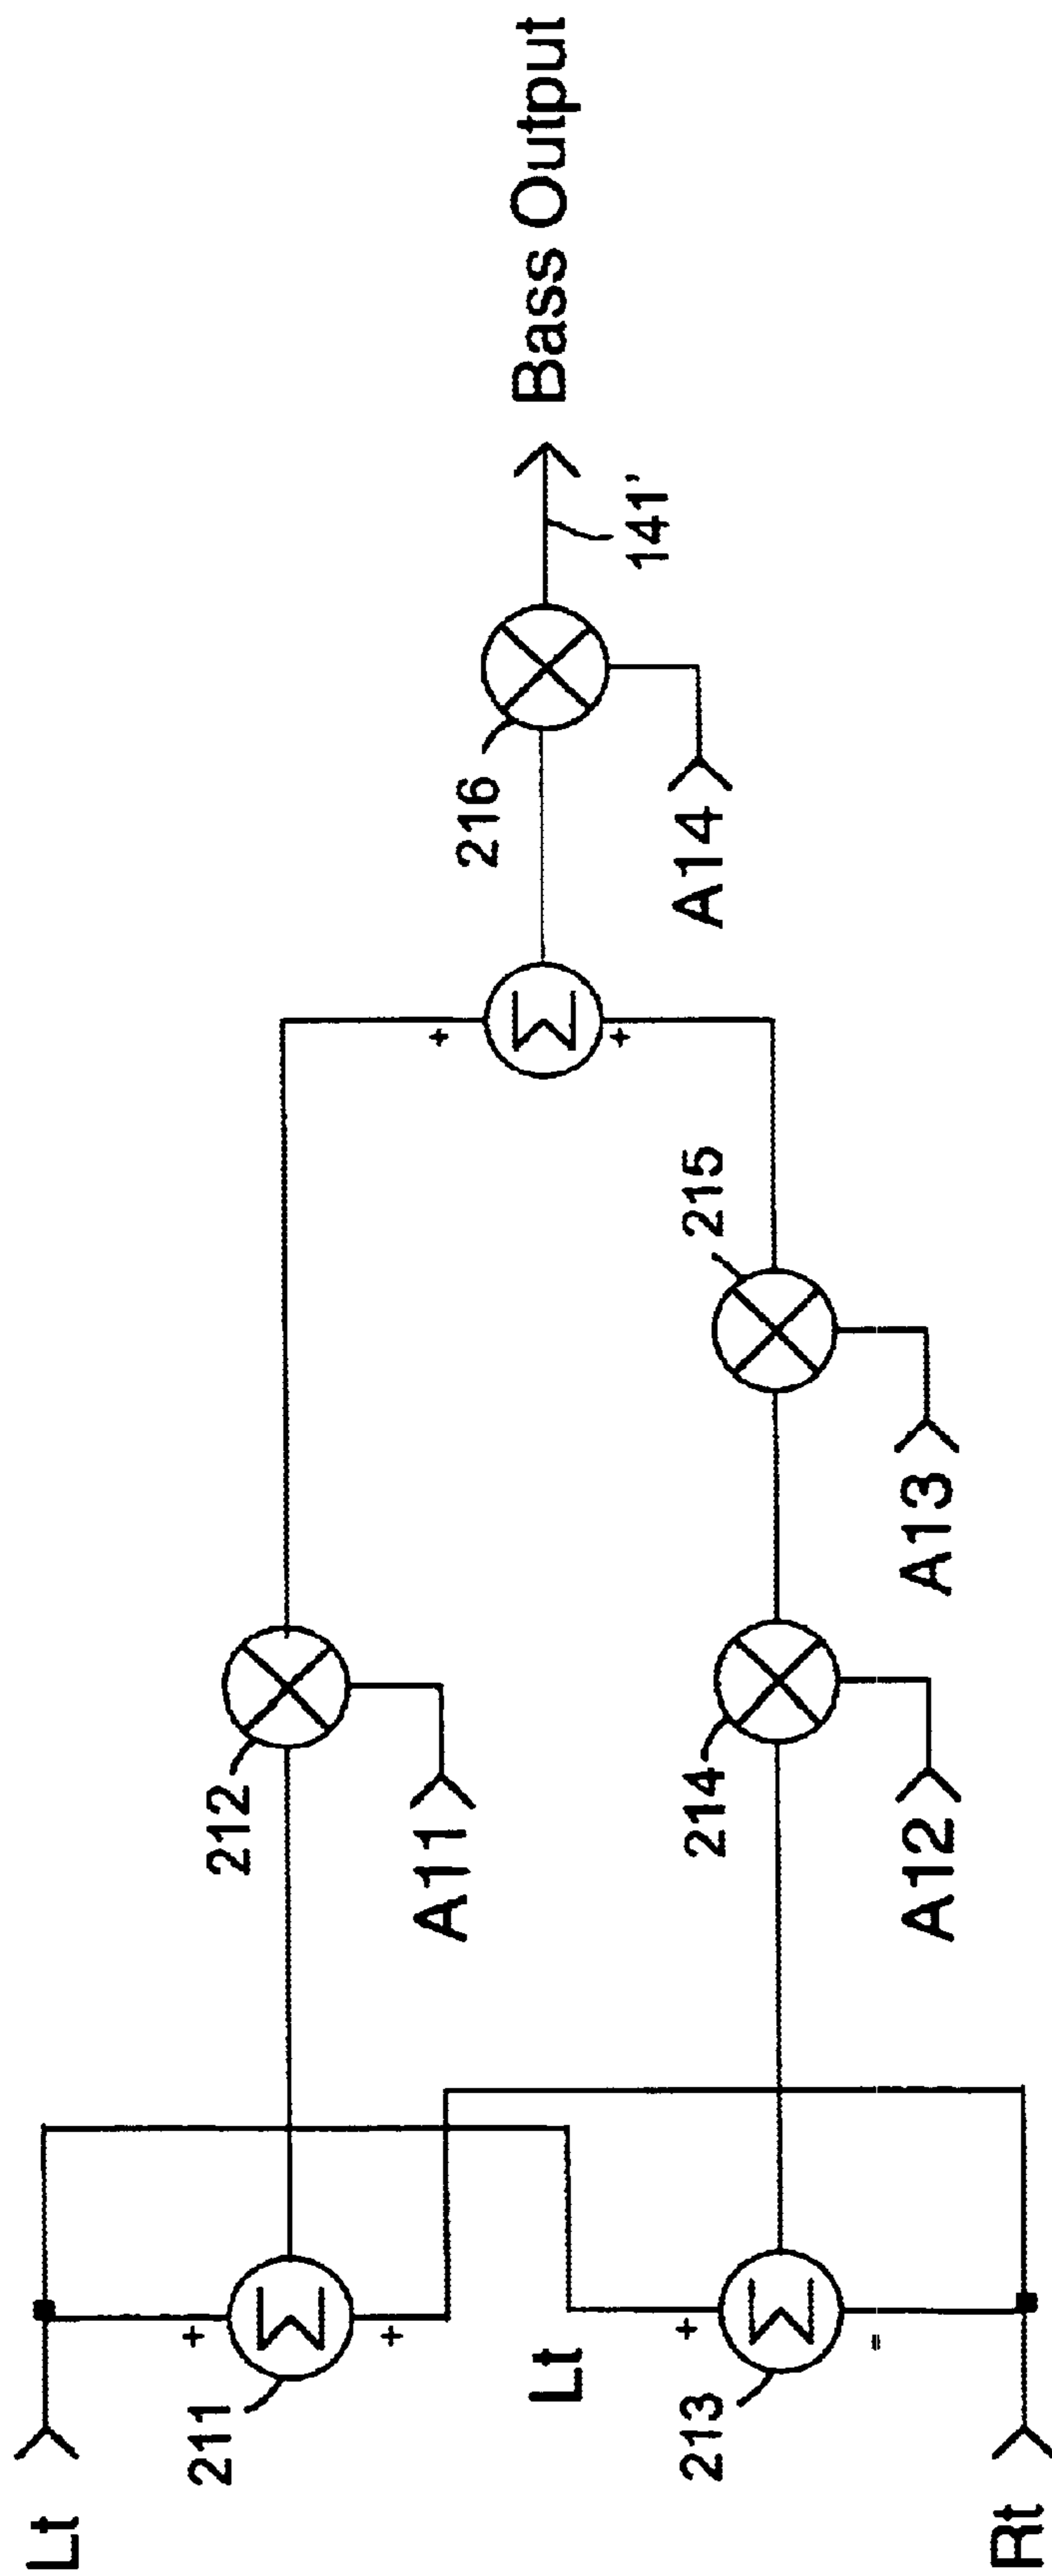 Lt
211
+
+
212
A11
Lt
213
+
=
214
A12
215
A13
Rt
Σ
Σ
Σ
+
+
216
A14
141'
Bass Output